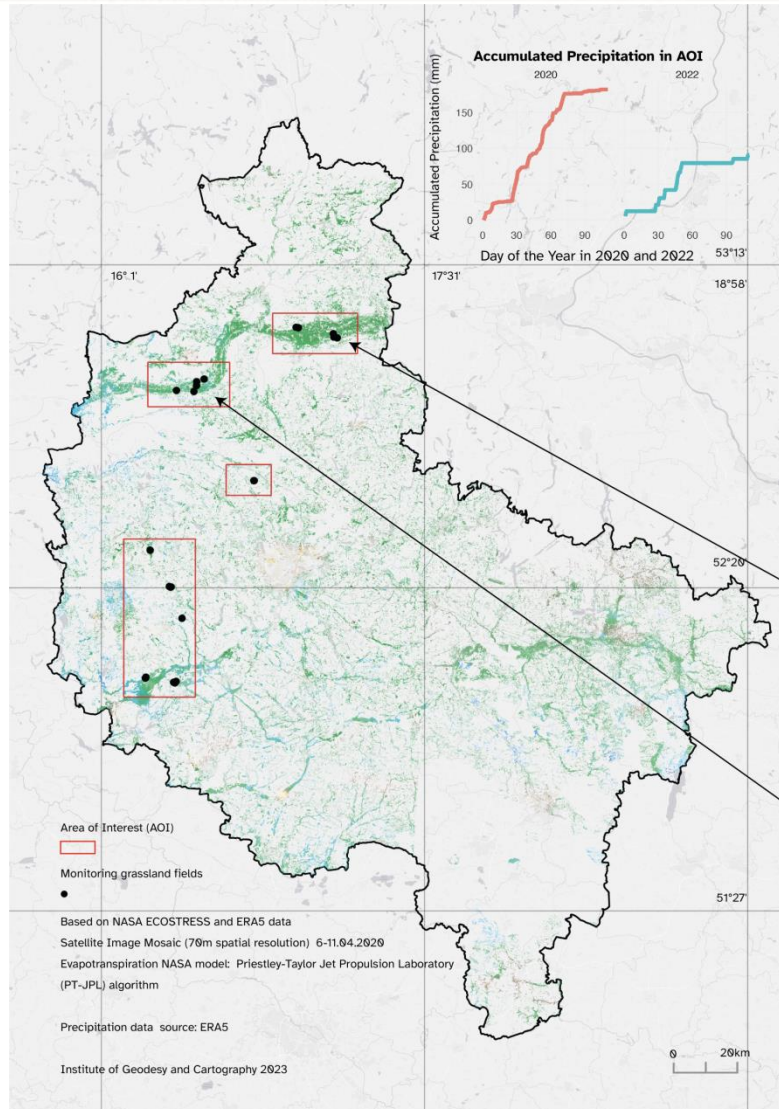 Accumulated Precipitation in AOI
2020 2022
Accumulated Precipitation (mm)
150
100
50
0
0 30 60 90 0 30 60 90
Day of the Year in 2020 and 2022
53°13'
16° 1' 17°31' 18°58'
52°20'
51°27'
Area of Interest (AOI)
Monitoring grassland fields
Based on NASA ECOSTRESS and ERA5 data
Satellite Image Mosaic (70m spatial resolution) 6-11.04.2020
Evapotranspiration NASA model: Priestley-Taylor Jet Propulsion Laboratory
(PT-JPL) algorithm
Precipitation data source: ERA5
Institute of Geodesy and Cartography 2023
0 20km